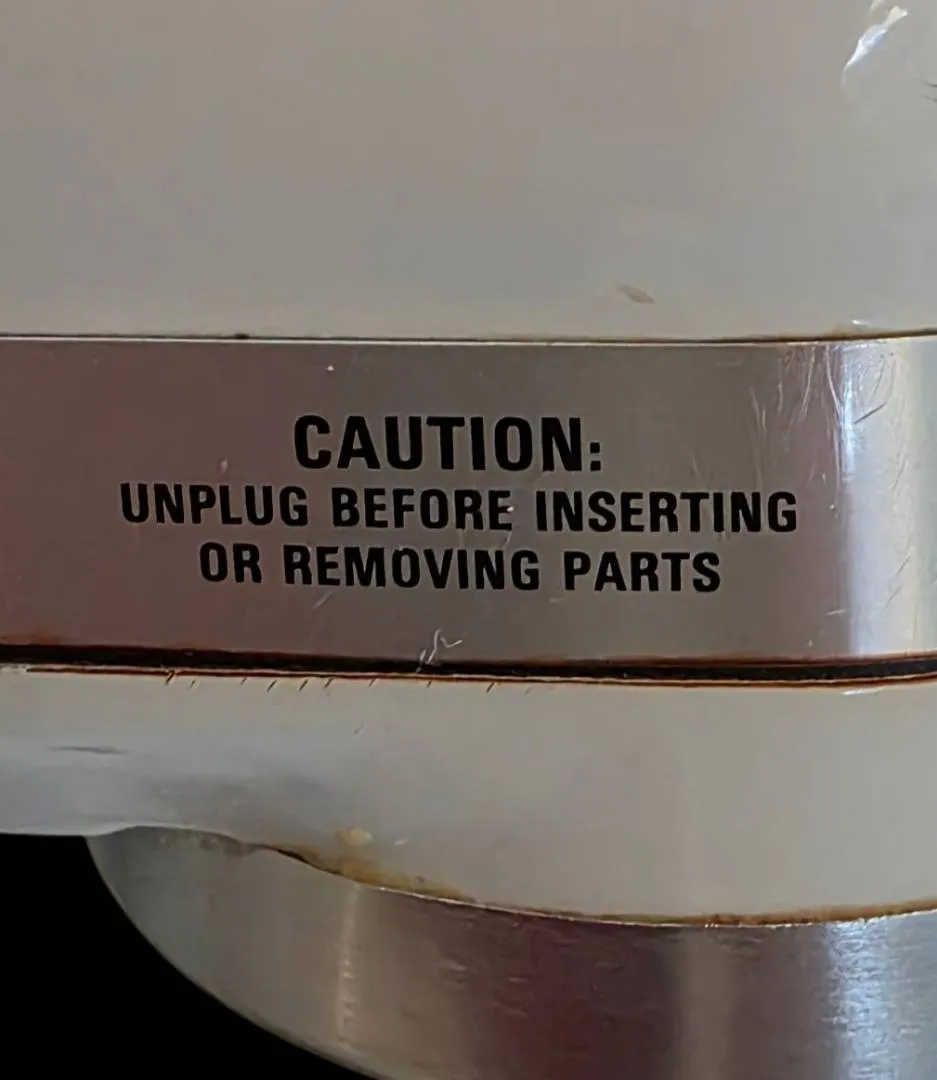 CAUTION:
UNPLUG BEFORE INSERTING
OR REMOVING PARTS